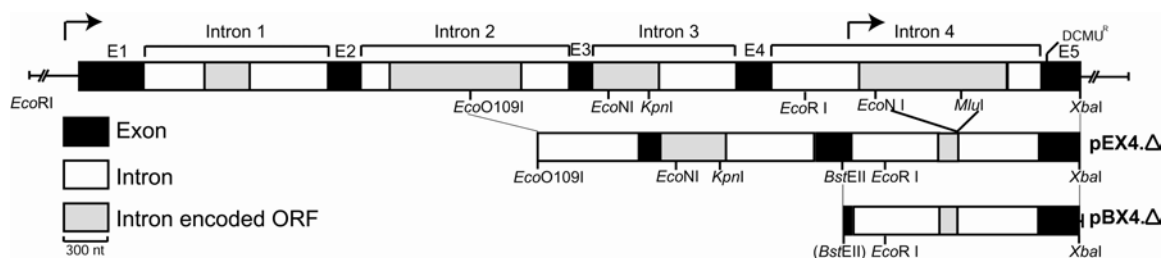 Intron 1 Intron 2 Intron 3 Intron 4 DCMU^R
E1 E2 E3 E4 E5
EcoRI EcoO109I EcoNI KpnI EcoR I EcoN I MluI XbaI
Exon pEX4.Δ
Intron EcoO109I EcoNI KpnI BstEII EcoR I XbaI
Intron encoded ORF pBX4.Δ
300 nt (BstEII) EcoR I XbaI